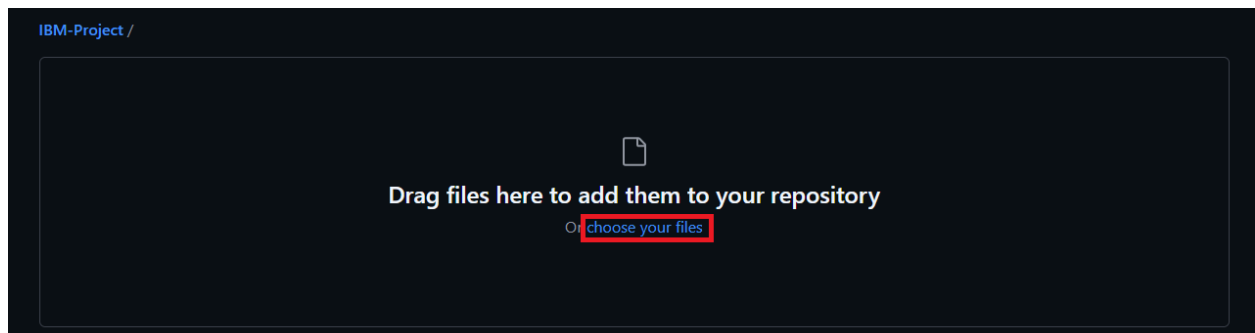 IBM-Project /
Drag files here to add them to your repository
Or choose your files